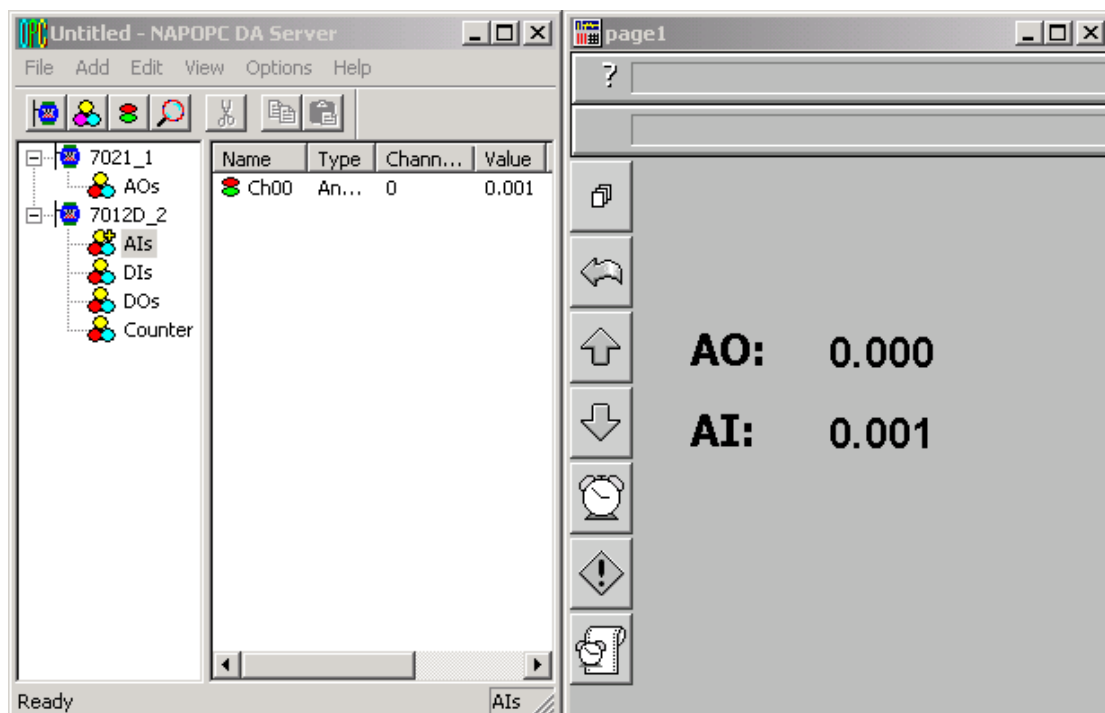 Untitled - NAPOPC DA Server
File Add Edit View Options Help
7021_1
AOs
7012D_2
AIs
DIs
DOs
Counter
Name Type Chann... Value
Ch00 An... 0 0.001
Ready AIs
page1
?
AO: 0.000
AI: 0.001